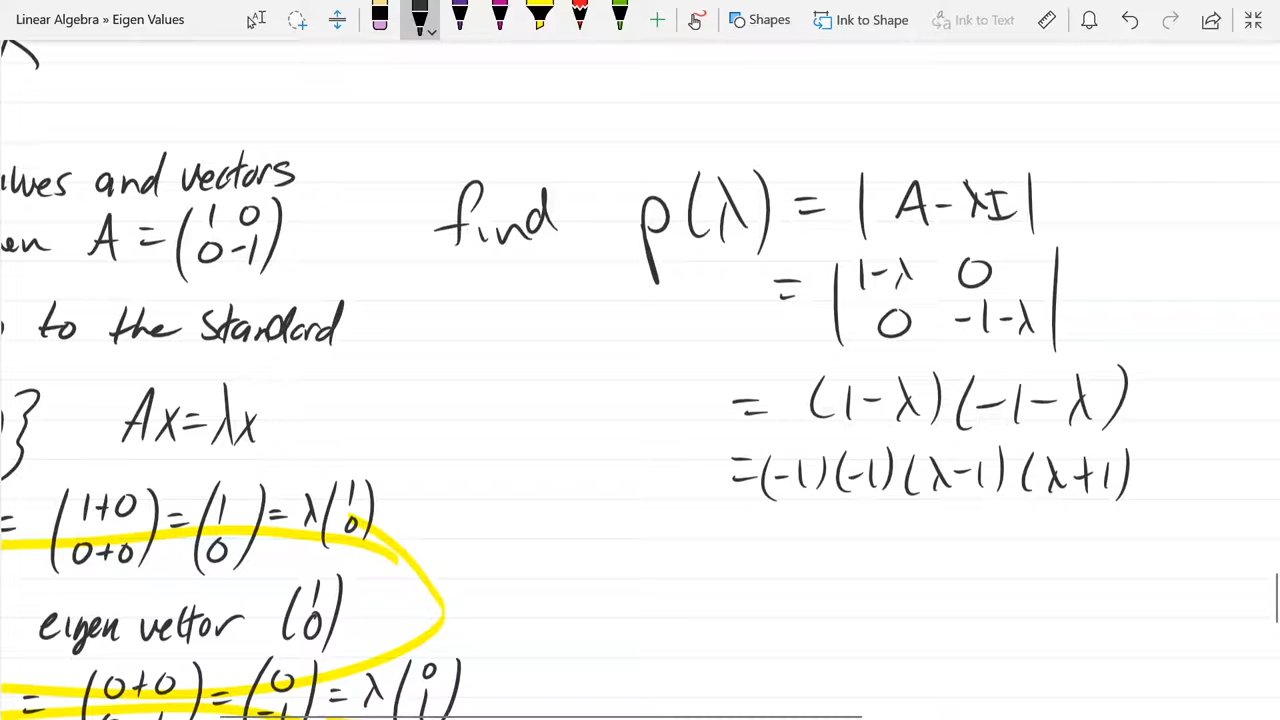 Linear Algebra » Eigen Values
Shapes
Ink to Shape
Ink to Text
and vectors
A = (1 0
0 -1)
to the standard
Ax = λx
= (1+0
0+0) = (1
0) = λ(1
0)
eigen vector (1
0)
= (0+0) = (0
-1) = λ(0
1)
find p(λ) = | A - λI |
= | 1-λ 0
0 -1-λ |
= (1-λ)(-1-λ)
= (-1)(-1)(λ-1)(λ+1)